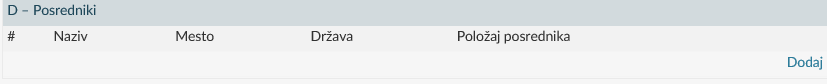 D – Posredniki
# Naziv Mesto Država Položaj posrednika
Dodaj